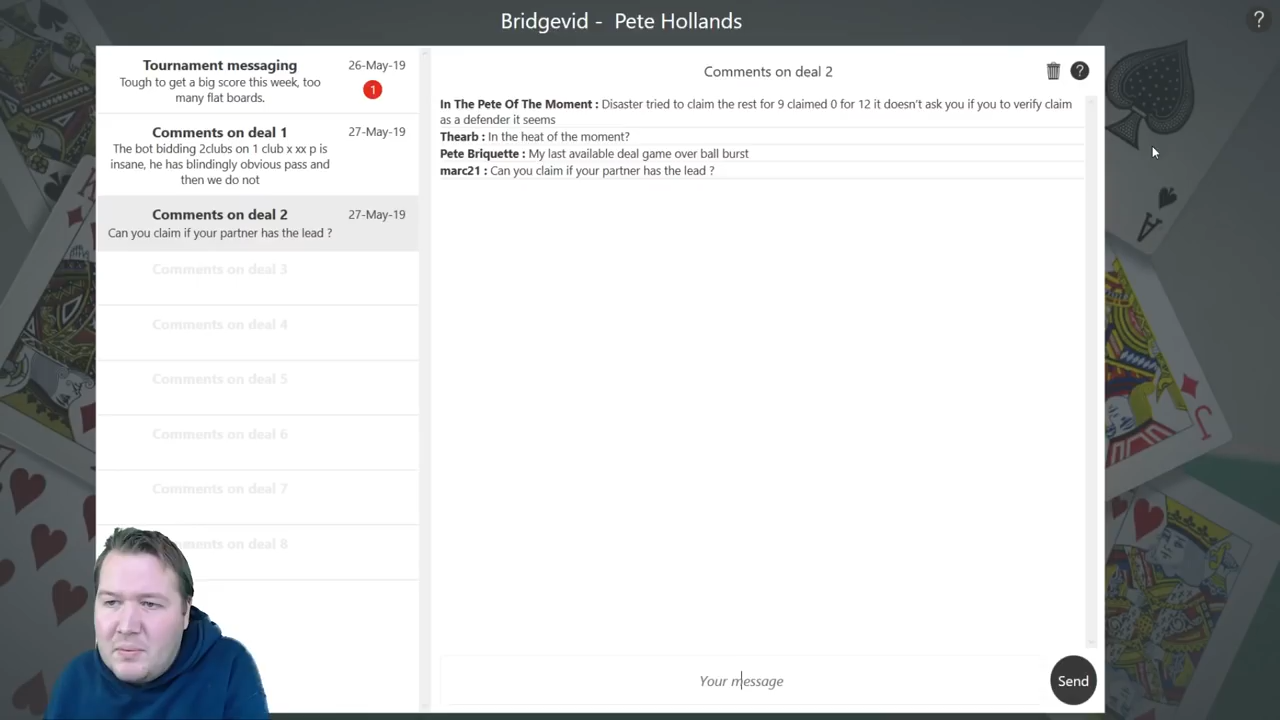 Bridgevid - Pete Hollands
?
Tournament messaging
26-May-19
Tough to get a big score this week, too
many flat boards.
1
Comments on deal 1
27-May-19
The bot bidding 2clubs on 1 club x xx p is
insane, he has blindingly obvious pass and
then we do not
Comments on deal 2
27-May-19
Can you claim if your partner has the lead ?
Comments on deal 3
Comments on deal 4
Comments on deal 5
Comments on deal 6
Comments on deal 7
ments on deal 8
Comments on deal 2
?
In The Pete Of The Moment : Disaster tried to claim the rest for 9 claimed 0 for 12 it doesn't ask you if you to verify claim
as a defender it seems
Thearb : In the heat of the moment?
Pete Briquette : My last available deal game over ball burst
marc21 : Can you claim if your partner has the lead ?
Your message
Send
A
J